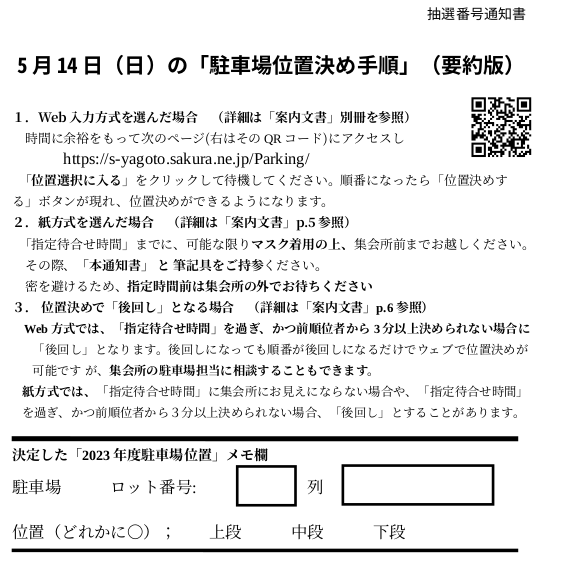 抽選番号通知書
5 月 14 日（日）の「駐車場位置決め手順」（要約版）
１．Web 入力方式を選んだ場合　（詳細は「案内文書」別冊を参照）
時間に余裕をもって次のページ(右はその QR コード)にアクセスし
https://s-yagoto.sakura.ne.jp/Parking/
「位置選択に入る」をクリックして待機してください。順番になったら「位置決めす
る」ボタンが現れ、位置決めができるようになります。
２．紙方式を選んだ場合　（詳細は「案内文書」p.5 参照）
「指定待合せ時間」までに、可能な限りマスク着用の上、集会所前までお越しください。
その際、「本通知書」 と 筆記具をご持参ください。
密を避けるため、指定時間前は集会所の外でお待ちください
３． 位置決めで「後回し」となる場合　（詳細は「案内文書」p.6 参照）
Web 方式では、「指定待合せ時間」を過ぎ、かつ前順位者から 3 分以上決められない場合に
「後回し」となります。後回しになっても順番が後回しになるだけでウェブで位置決めが
可能です が、集会所の駐車場担当に相談することもできます。
紙方式では、「指定待合せ時間」に集会所にお見えにならない場合や、「指定待合せ時間」
を過ぎ、かつ前順位者から３分以上決められない場合、「後回し」とすることがあります。
決定した「2023 年度駐車場位置」メモ欄
駐車場　ロット番号:　列
位置（どれかに〇）；　上段　中段　下段